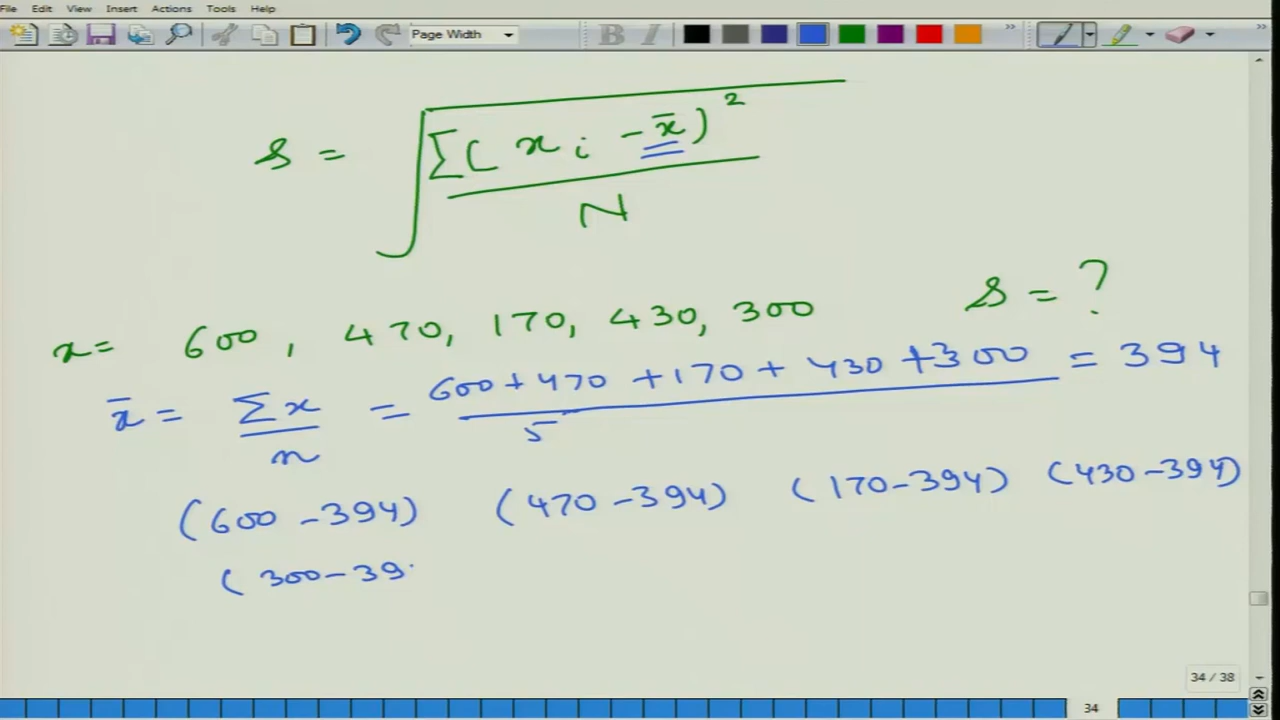 File Edit View Insert Actions Tools Help
Page Width
s = √(Σ(xᵢ - x̄)² / N)
x = 600, 470, 170, 430, 300 s = ?
x̄ = Σx / n = (600 + 470 + 170 + 430 + 300) / 5 = 394
(600 - 394) (470 - 394) (170 - 394) (430 - 394)
(300 - 39
34 / 38
34